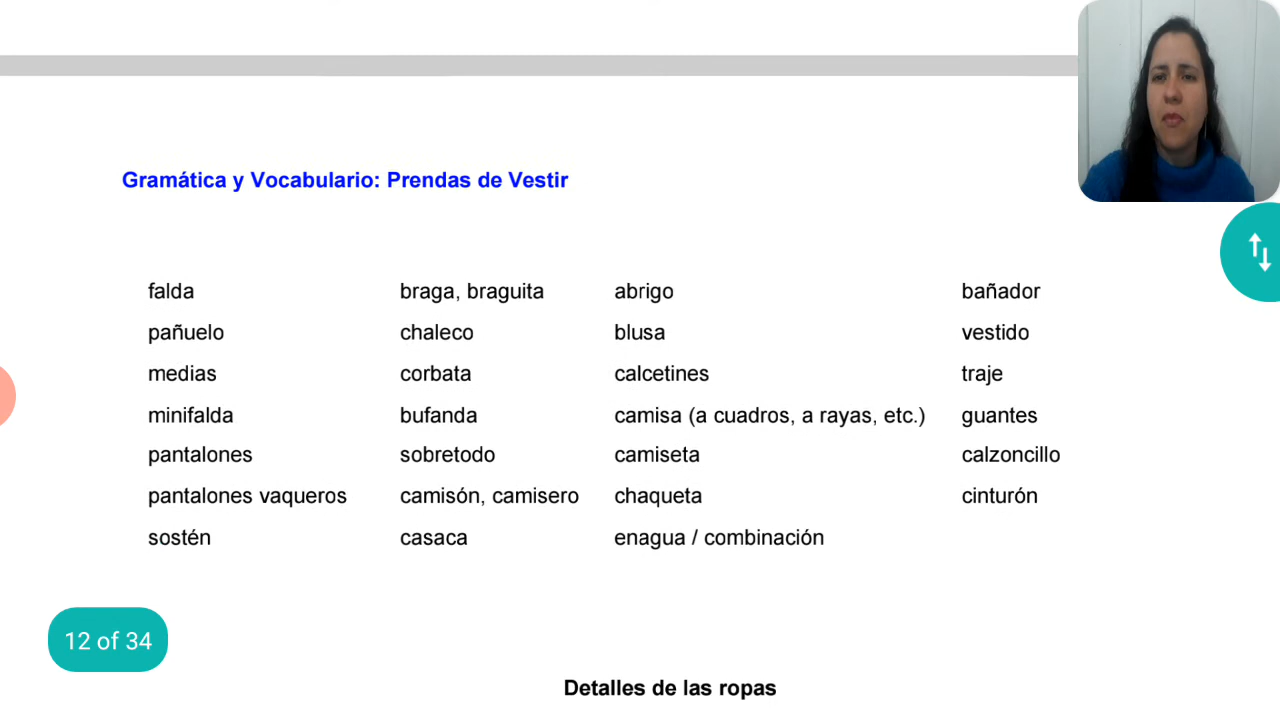 Gramática y Vocabulario: Prendas de Vestir
falda braga, braguita abrigo bañador
pañuelo chaleco blusa vestido
medias corbata calcetines traje
minifalda bufanda camisa (a cuadros, a rayas, etc.) guantes
pantalones sobretodo camiseta calzoncillo
pantalones vaqueros camisón, camisero chaqueta cinturón
sostén casaca enagua / combinación
12 of 34
Detalles de las ropas